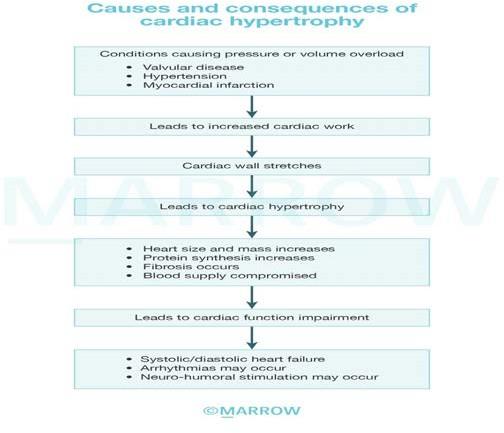 Causes and consequences of
cardiac hypertrophy
Conditions causing pressure or volume overload
• Valvular disease
• Hypertension
• Myocardial infarction
Leads to increased cardiac work
Cardiac wall stretches
MARROW
Leads to cardiac hypertrophy
• Heart size and mass increases
• Protein synthesis increases
• Fibrosis occurs
• Blood supply compromised
Leads to cardiac function impairment
• Systolic/diastolic heart failure
• Arrhythmias may occur
• Neuro-humoral stimulation may occur
©MARROW